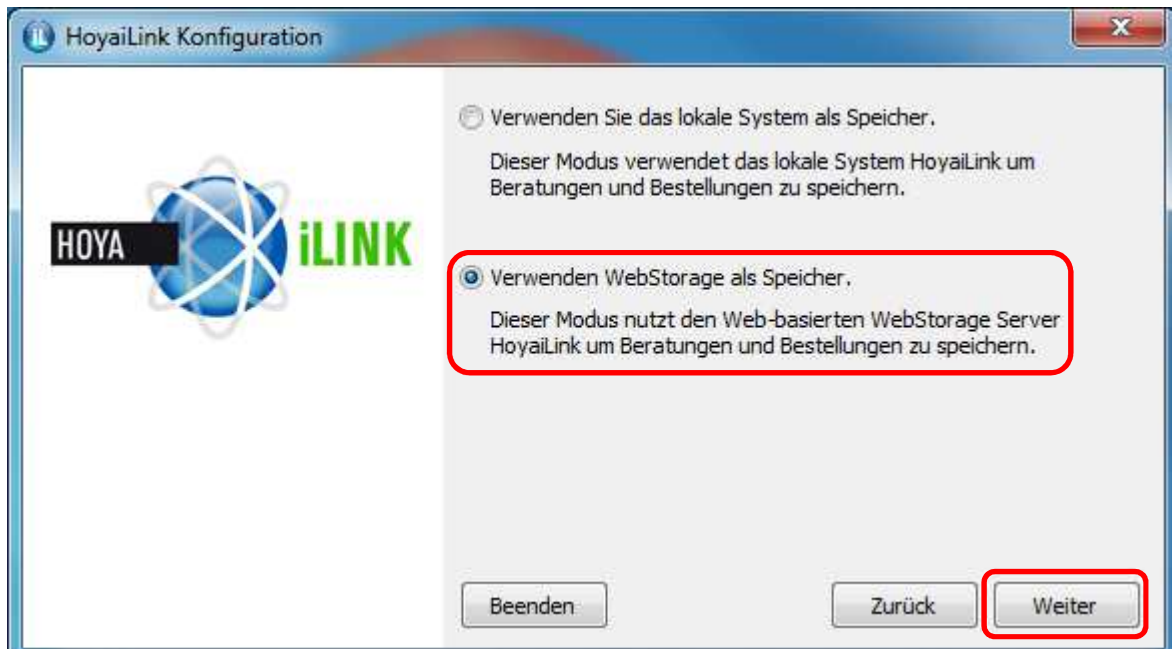 HoyaiLink Konfiguration
HOYA iLINK
Verwenden Sie das lokale System als Speicher.
Dieser Modus verwendet das lokale System HoyaiLink um
Beratungen und Bestellungen zu speichern.
Verwenden WebStorage als Speicher.
Dieser Modus nutzt den Web-basierten WebStorage Server
HoyaiLink um Beratungen und Bestellungen zu speichern.
Beenden Zurück Weiter